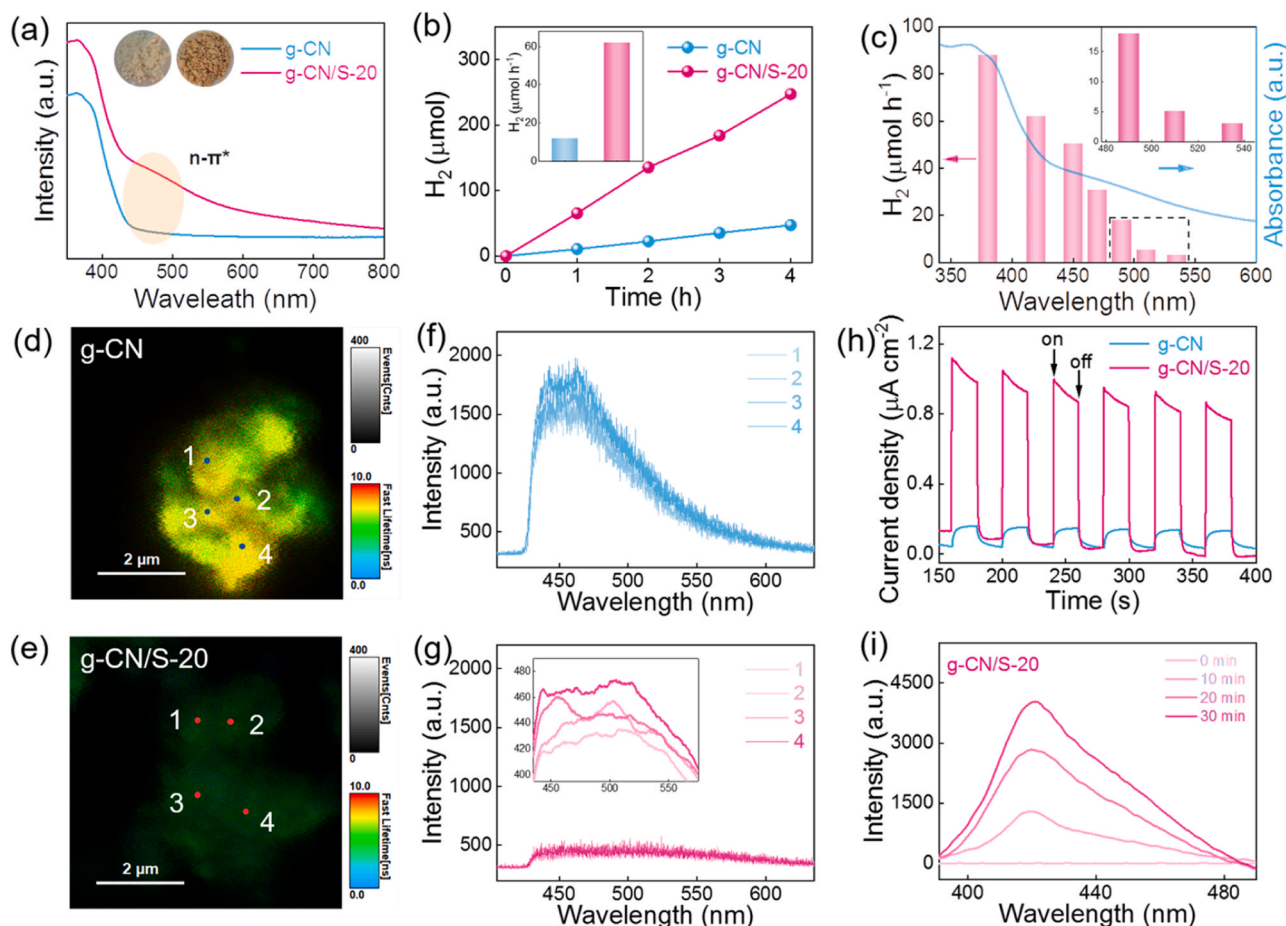 (a)
g-CN
g-CN/S-20
n-π*
Intensity (a.u.)
400 500 600 700 800
Waveleath (nm)
(b)
g-CN
g-CN/S-20
H₂ (μmol h⁻¹)
60
40
20
0
H₂ (μmol)
300
250
200
150
100
50
0
0 1 2 3 4
Time (h)
(c)
H₂ (μmol h⁻¹)
100
90
80
60
40
20
0
15
10
5
0
480 500 520 540
Absorbance (a.u.)
350 400 450 500 550 600
Wavelength (nm)
(d)
g-CN
1
2
3
4
2 μm
400
Events[Cnts]
0
10.0
Fast Lifetime[ns]
0.0
(e)
g-CN/S-20
1
2
3
4
2 μm
400
Events[Cnts]
0
10.0
Fast Lifetime[ns]
0.0
(f)
Intensity (a.u.)
2000
1500
1000
500
1
2
3
4
450 500 550 600
Wavelength (nm)
(g)
Intensity (a.u.)
2000
1500
1000
500
480
460
440
420
400
450 500 550
1
2
3
4
450 500 550 600
Wavelength (nm)
(h)
on
off
g-CN
g-CN/S-20
Current density (μA cm⁻²)
1.2
0.8
0.4
0.0
150 200 250 300 350 400
Time (s)
(i)
g-CN/S-20
0 min
10 min
20 min
30 min
Intensity (a.u.)
4500
3000
1500
0
400 440 480
Wavelength (nm)